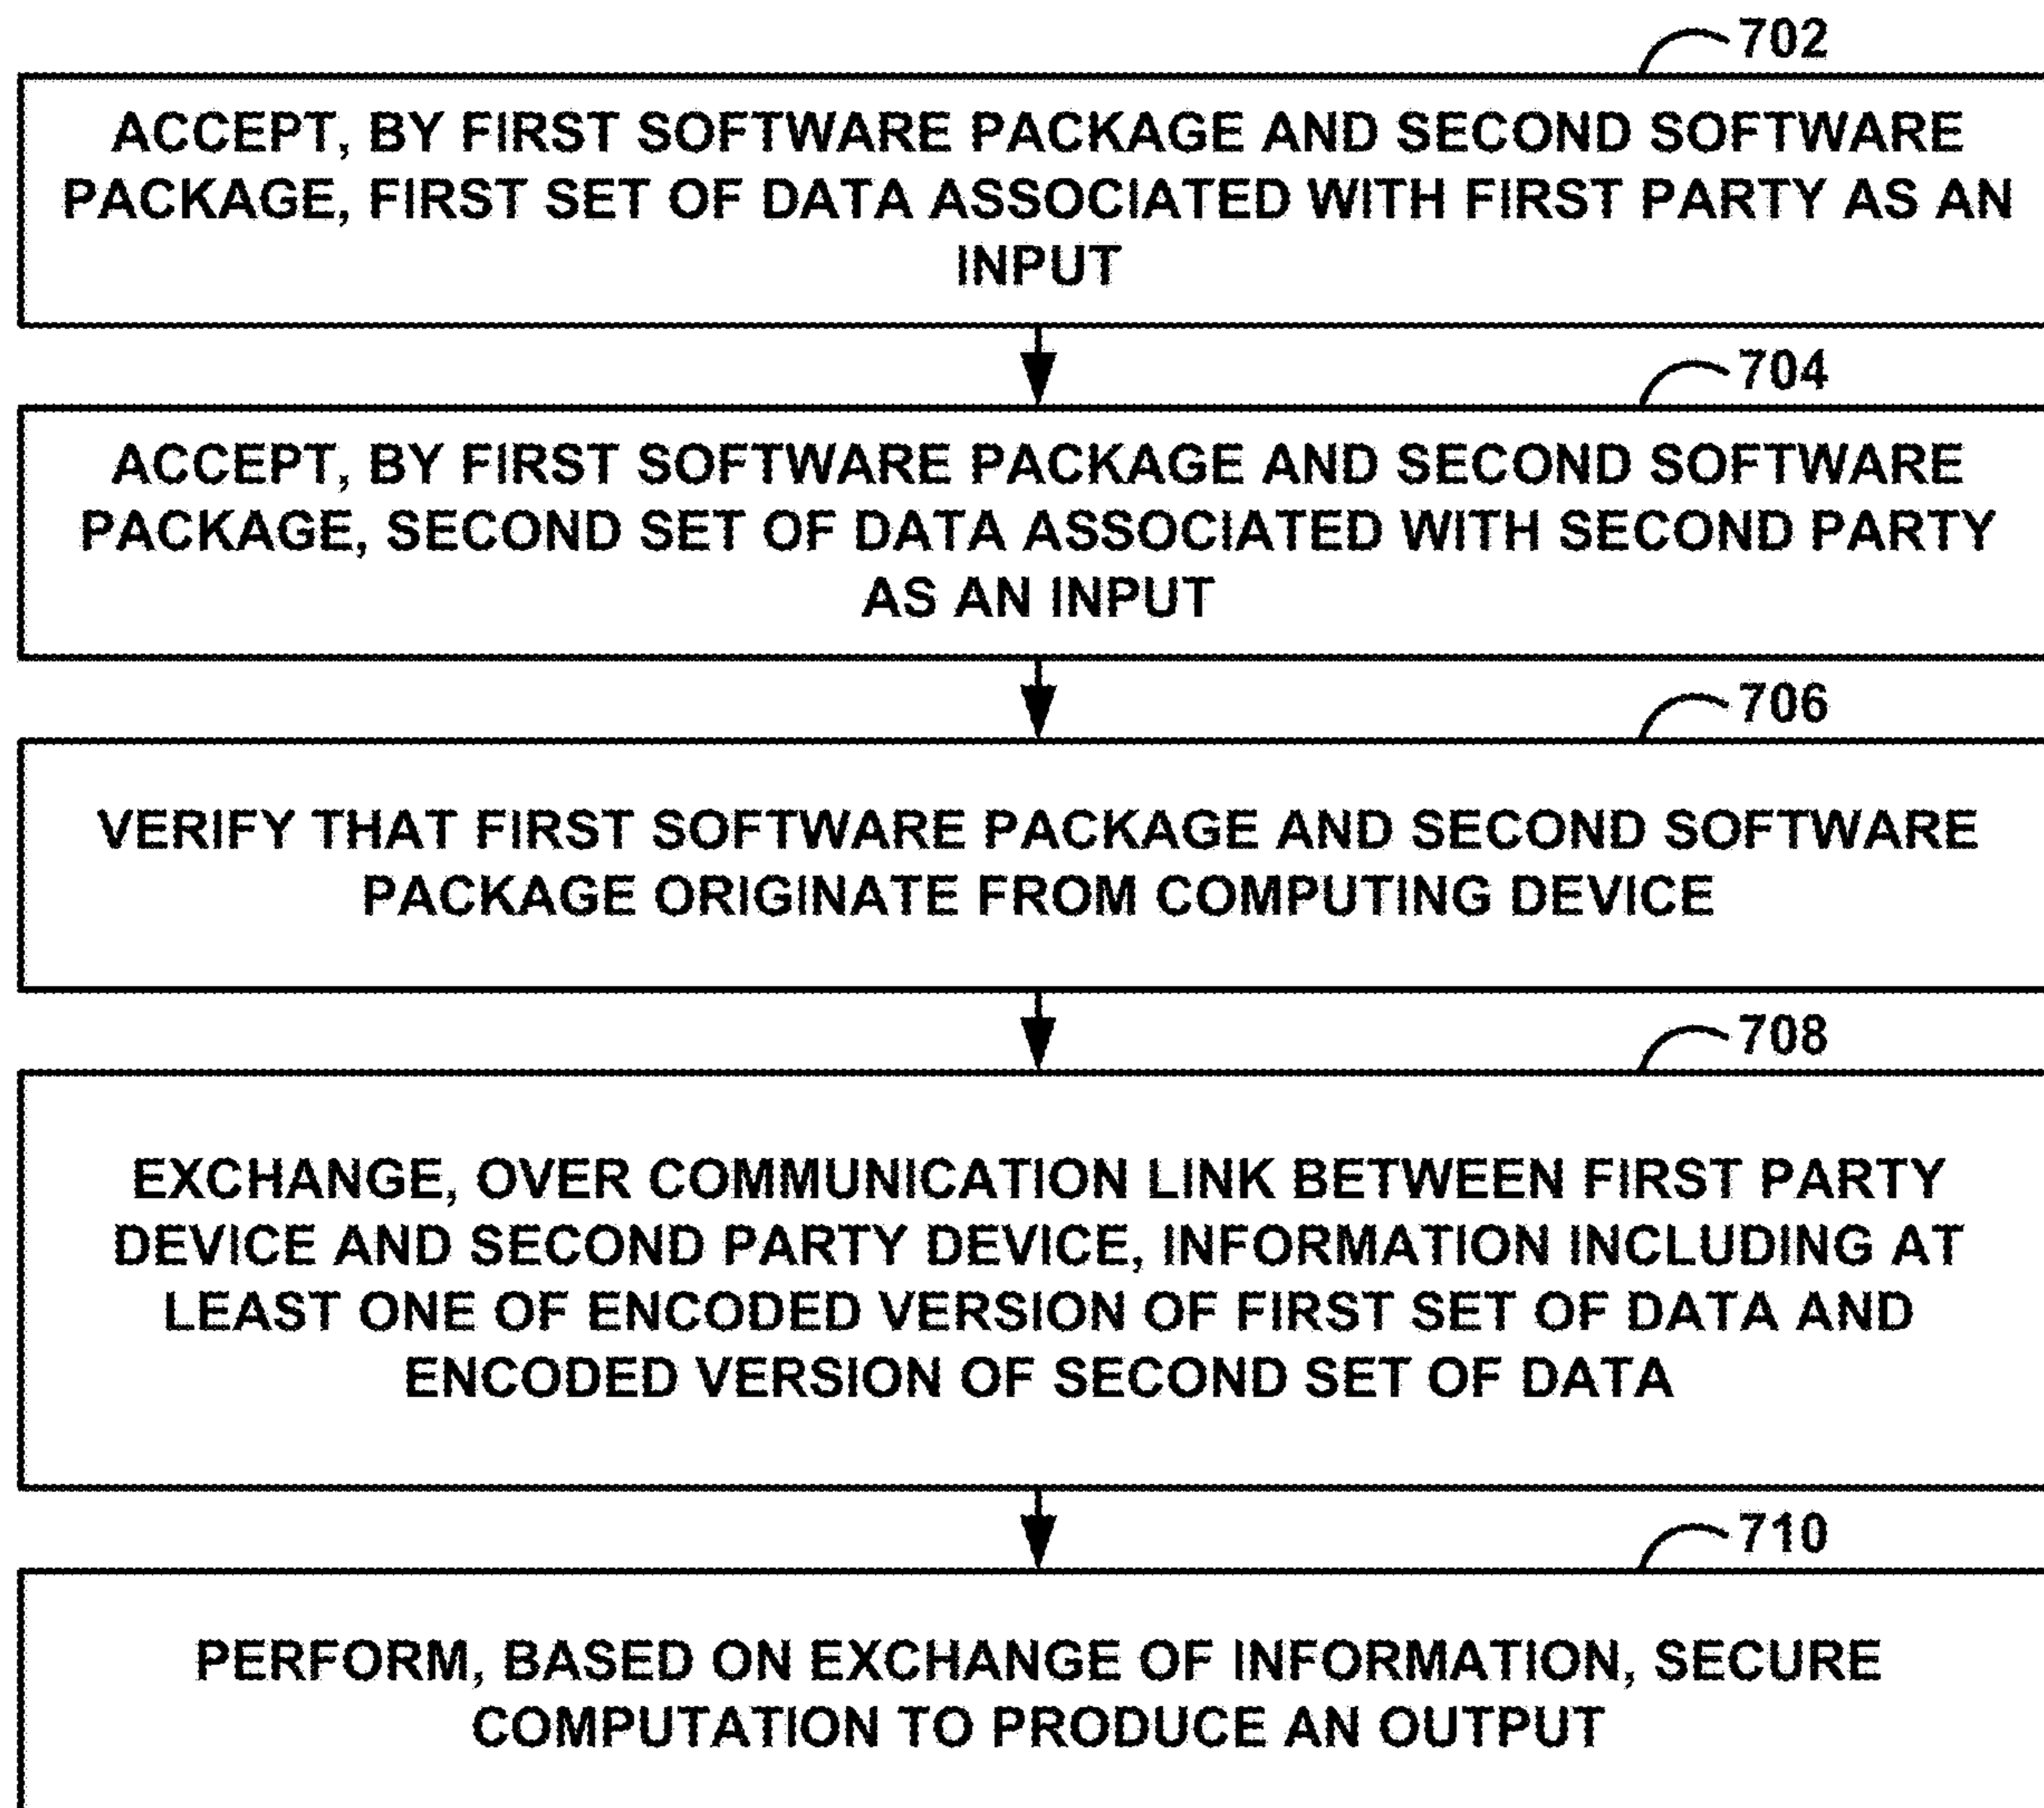 702
ACCEPT, BY FIRST SOFTWARE PACKAGE AND SECOND SOFTWARE
PACKAGE, FIRST SET OF DATA ASSOCIATED WITH FIRST PARTY AS AN
INPUT
704
ACCEPT, BY FIRST SOFTWARE PACKAGE AND SECOND SOFTWARE
PACKAGE, SECOND SET OF DATA ASSOCIATED WITH SECOND PARTY
AS AN INPUT
706
VERIFY THAT FIRST SOFTWARE PACKAGE AND SECOND SOFTWARE
PACKAGE ORIGINATE FROM COMPUTING DEVICE
708
EXCHANGE, OVER COMMUNICATION LINK BETWEEN FIRST PARTY
DEVICE AND SECOND PARTY DEVICE, INFORMATION INCLUDING AT
LEAST ONE OF ENCODED VERSION OF FIRST SET OF DATA AND
ENCODED VERSION OF SECOND SET OF DATA
710
PERFORM, BASED ON EXCHANGE OF INFORMATION, SECURE
COMPUTATION TO PRODUCE AN OUTPUT